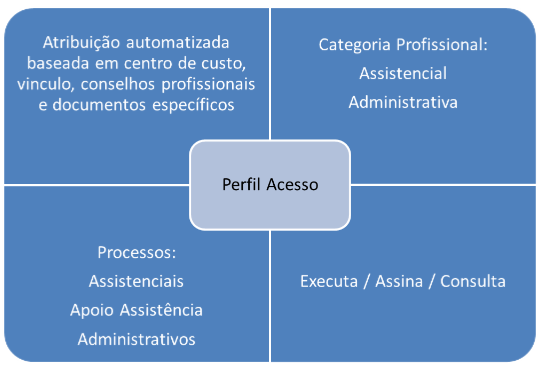 Atribuição automatizada
baseada em centro de custo,
vinculo, conselhos profissionais
e documentos específicos
Categoria Profissional:
Assistencial
Administrativa
Perfil Acesso
Processos:
Assistenciais
Apoio Assistência
Administrativos
Executa / Assina / Consulta